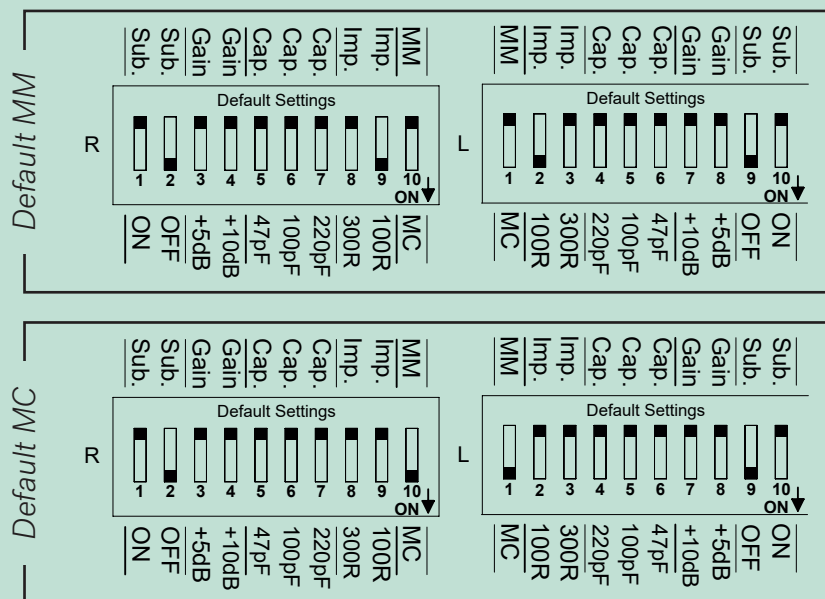 Default MM
Sub. Sub. Gain Gain Cap. Cap. Cap. Imp. Imp. MM
Default Settings
R
1 2 3 4 5 6 7 8 9 10
ON
ON OFF +5dB +10dB 47pF 100pF 220pF 300R 100R MC
MM Imp. Imp. Cap. Cap. Cap. Gain Gain Sub. Sub.
Default Settings
L
1 2 3 4 5 6 7 8 9 10
ON
MC 100R 300R 220pF 100pF 47pF +10dB +5dB OFF ON
Default MC
Sub. Sub. Gain Gain Cap. Cap. Cap. Imp. Imp. MM
Default Settings
R
1 2 3 4 5 6 7 8 9 10
ON
ON OFF +5dB +10dB 47pF 100pF 220pF 300R 100R MC
MM Imp. Imp. Cap. Cap. Cap. Gain Gain Sub. Sub.
Default Settings
L
1 2 3 4 5 6 7 8 9 10
ON
MC 100R 300R 220pF 100pF 47pF +10dB +5dB OFF ON